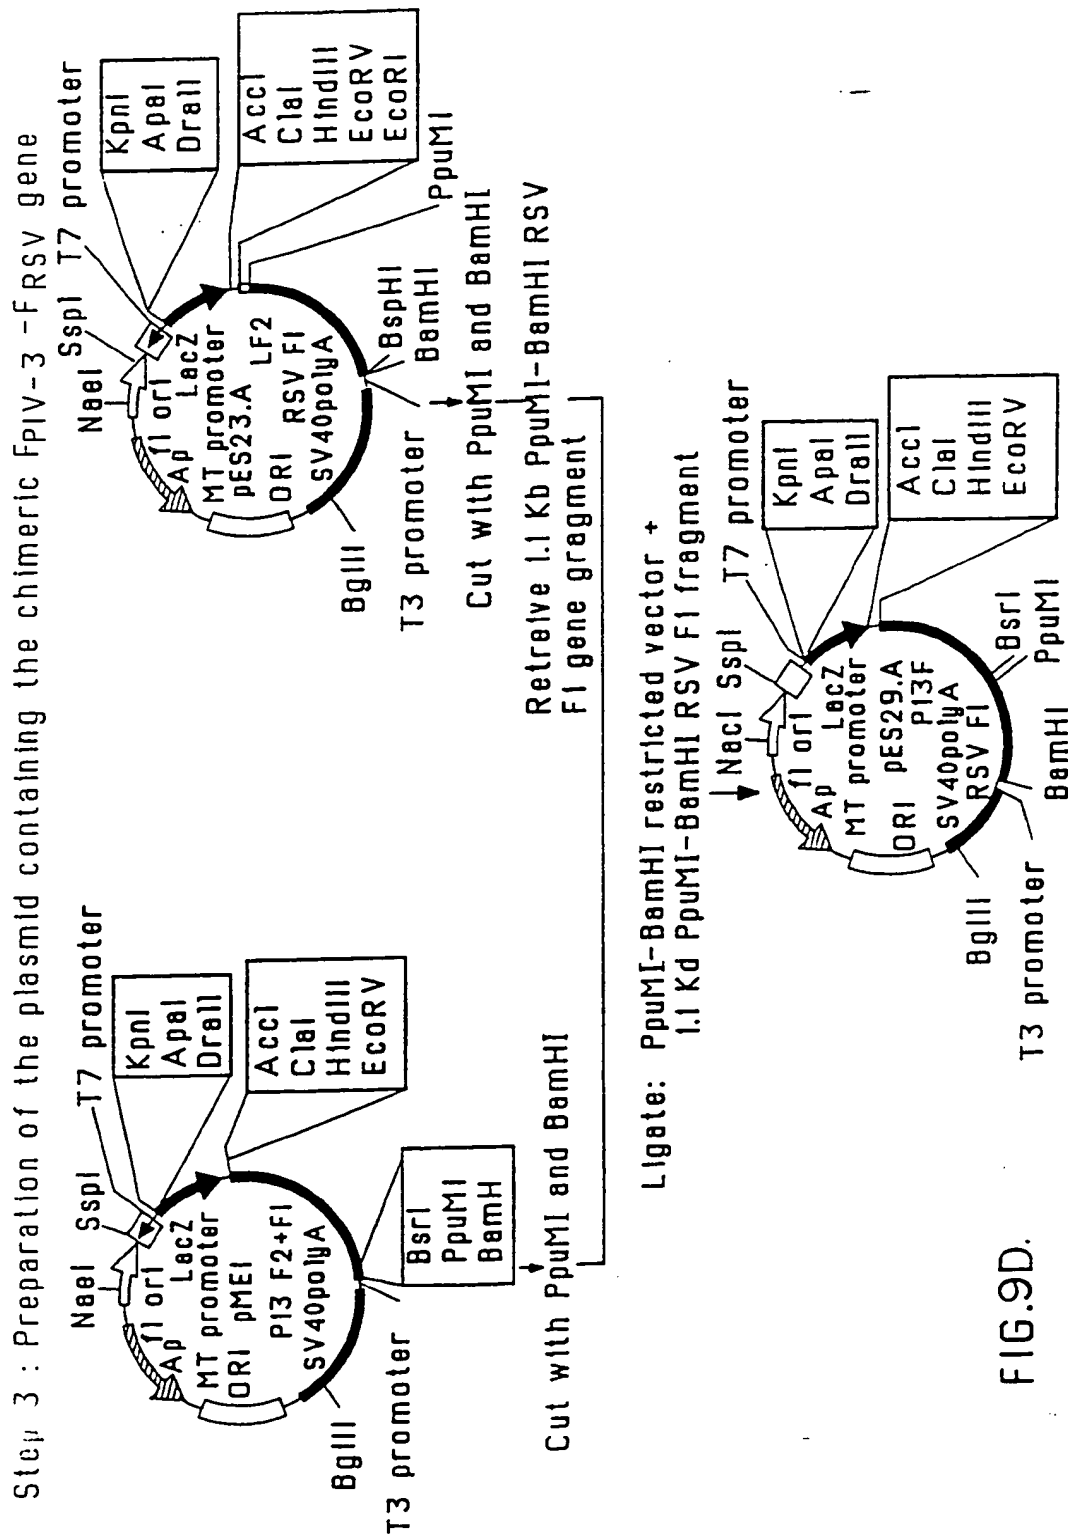 Step 3 : Preparation of the plasmid containing the chimeric FPIV-3 -FRSV gene
NaeI
SspI
T7 promoter
KpnI
ApaI
DraII
AccI
ClaI
HindIII
EcoRV
f1 ori
Ap
LacZ
MT promoter
ORI
pMEI
P13 F2+F1
SV40polyA
BglII
T3 promoter
BsrI
PpuMI
BamH
Cut with PpuMI and BamHI
NaeI
SspI
T7 promoter
KpnI
ApaI
DraII
AccI
ClaI
HindIII
EcoRV
EcoRI
PpuMI
f1 ori
Ap
LacZ
MT promoter
pES23.A
LF2
ORI
RSV F1
SV40polyA
BspHI
BamHI
BglII
T3 promoter
Cut with PpuMI and BamHI
Retreive 1.1 Kb PpuMI-BamHI RSV
F1 gene gragment
Ligate: PpuMI-BamHI restricted vector +
1.1 Kd PpuMI-BamHI RSV F1 fragment
NacI
SspI
T7 promoter
KpnI
ApaI
DraII
AccI
ClaI
HindIII
EcoRV
f1 ori
Ap
LacZ
MT promoter
ORI
pES29.A
P13F
SV40polyA
RSV F1
BsrI
PpuMI
BamHI
BglII
T3 promoter
FIG.9D.